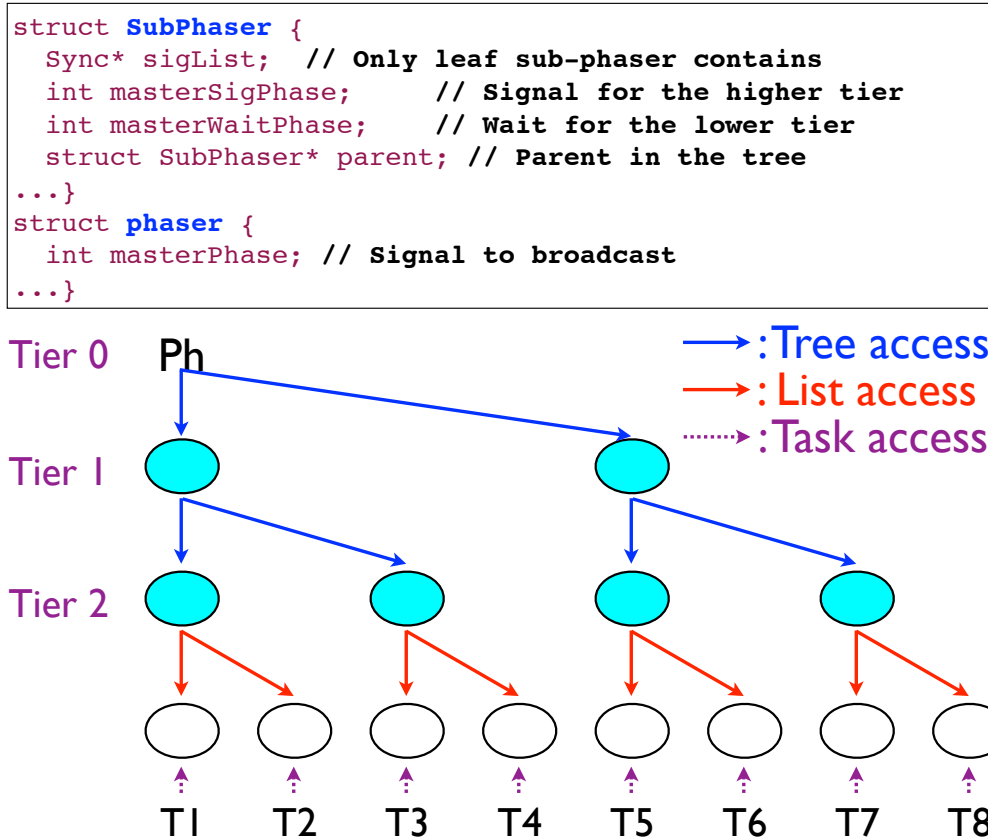 struct SubPhaser {
  Sync* sigList;  // Only leaf sub-phaser contains
  int masterSigPhase;     // Signal for the higher tier
  int masterWaitPhase;    // Wait for the lower tier
  struct SubPhaser* parent; // Parent in the tree
...}
struct phaser {
  int masterPhase; // Signal to broadcast
...}
Tier 0 Ph : Tree access
: List access
: Task access
Tier 1
Tier 2
T1 T2 T3 T4 T5 T6 T7 T8